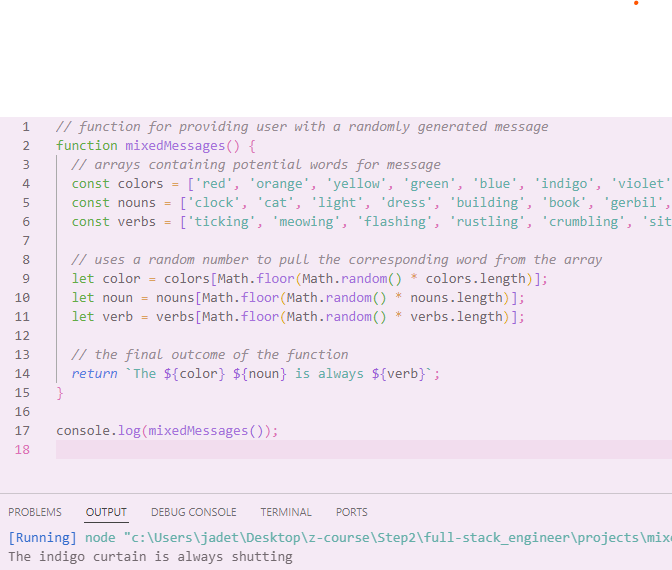 1 // function for providing user with a randomly generated message
2 function mixedMessages() {
3 // arrays containing potential words for message
4 const colors = ['red', 'orange', 'yellow', 'green', 'blue', 'indigo', 'violet'
5 const nouns = ['clock', 'cat', 'light', 'dress', 'building', 'book', 'gerbil',
6 const verbs = ['ticking', 'meowing', 'flashing', 'rustling', 'crumbling', 'sit
7
8 // uses a random number to pull the corresponding word from the array
9 let color = colors[Math.floor(Math.random() * colors.length)];
10 let noun = nouns[Math.floor(Math.random() * nouns.length)];
11 let verb = verbs[Math.floor(Math.random() * verbs.length)];
12
13 // the final outcome of the function
14 return `The ${color} ${noun} is always ${verb}`;
15 }
16
17 console.log(mixedMessages());
18
PROBLEMS OUTPUT DEBUG CONSOLE TERMINAL PORTS
[Running] node "c:\Users\jadet\Desktop\z-course\Step2\full-stack_engineer\projects\mixe
The indigo curtain is always shutting